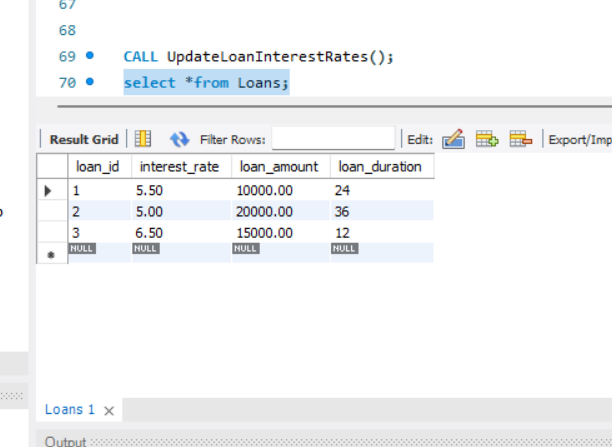 67
68
69 CALL UpdateLoanInterestRates();
70 select *from Loans;
Result Grid Filter Rows: Edit: Export/Imp
loan_id interest_rate loan_amount loan_duration
1 5.50 10000.00 24
2 5.00 20000.00 36
3 6.50 15000.00 12
NULL NULL NULL NULL
Loans 1
Output